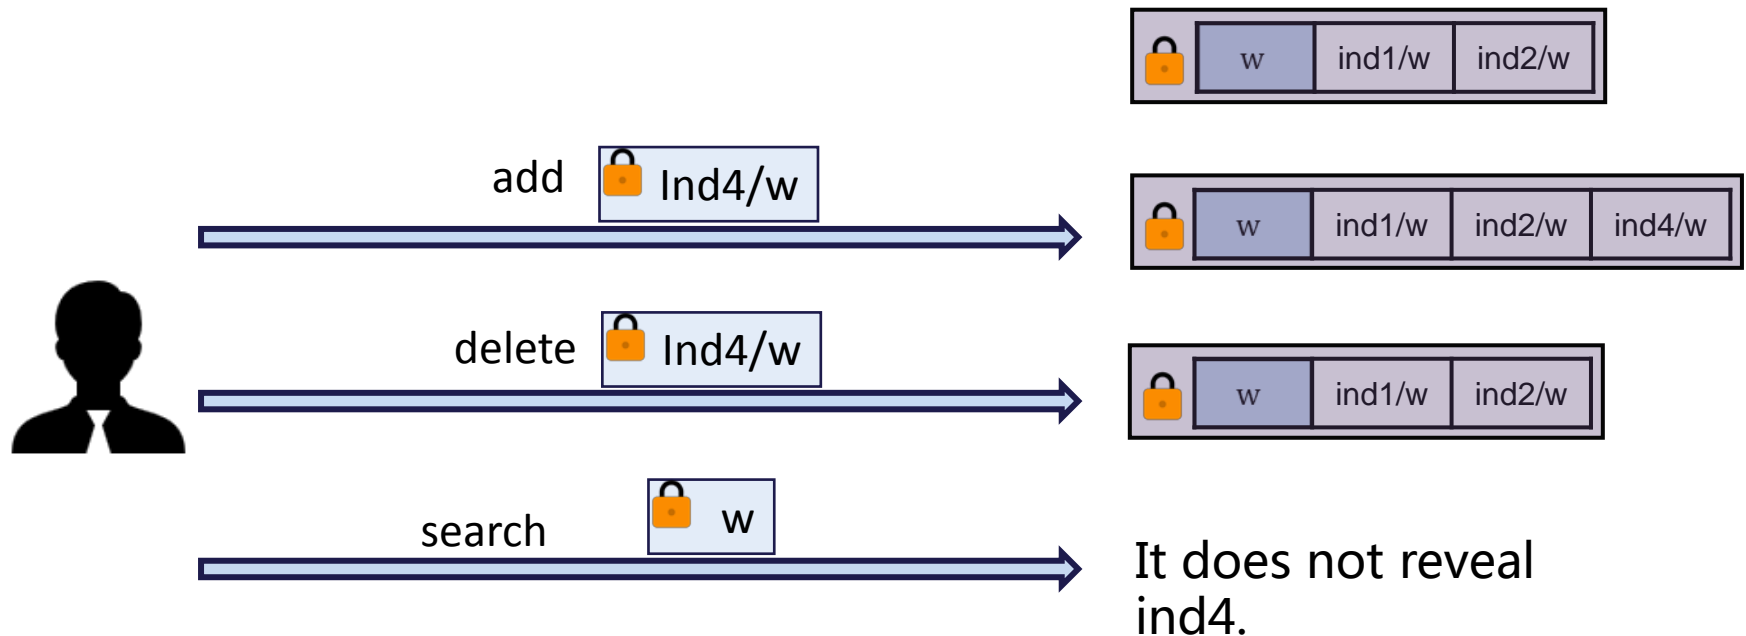 w ind1/w ind2/w
add Ind4/w
w ind1/w ind2/w ind4/w
delete Ind4/w
w ind1/w ind2/w
search w
It does not reveal
ind4.